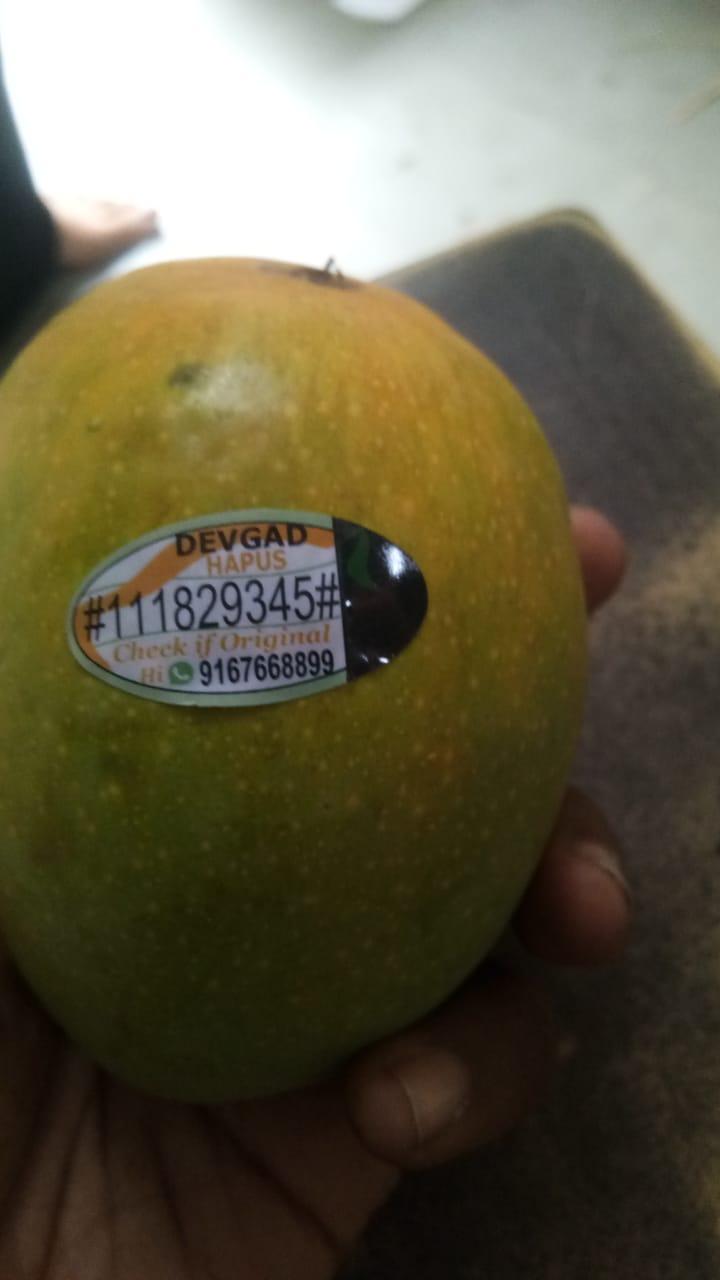 DEVGAD
HAPUS
#111829345#
Check if Original
Hi 9167668899